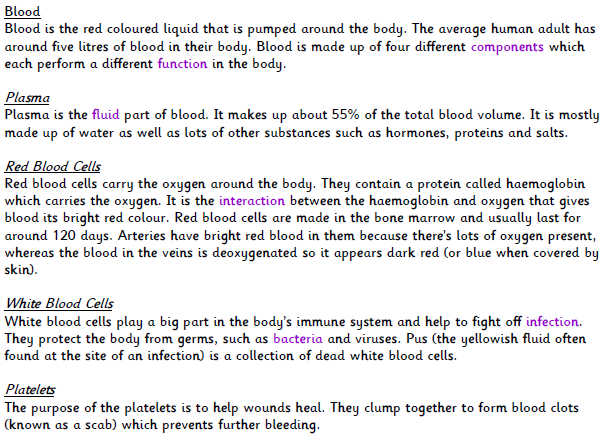 Blood
Blood is the red coloured liquid that is pumped around the body. The average human adult has
around five litres of blood in their body. Blood is made up of four different components which
each perform a different function in the body.
Plasma
Plasma is the fluid part of blood. It makes up about 55% of the total blood volume. It is mostly
made up of water as well as lots of other substances such as hormones, proteins and salts.
Red Blood Cells
Red blood cells carry the oxygen around the body. They contain a protein called haemoglobin
which carries the oxygen. It is the interaction between the haemoglobin and oxygen that gives
blood its bright red colour. Red blood cells are made in the bone marrow and usually last for
around 120 days. Arteries have bright red blood in them because there's lots of oxygen present,
whereas the blood in the veins is deoxygenated so it appears dark red (or blue when covered by
skin).
White Blood Cells
White blood cells play a big part in the body's immune system and help to fight off infection.
They protect the body from germs, such as bacteria and viruses. Pus (the yellowish fluid often
found at the site of an infection) is a collection of dead white blood cells.
Platelets
The purpose of the platelets is to help wounds heal. They clump together to form blood clots
(known as a scab) which prevents further bleeding.